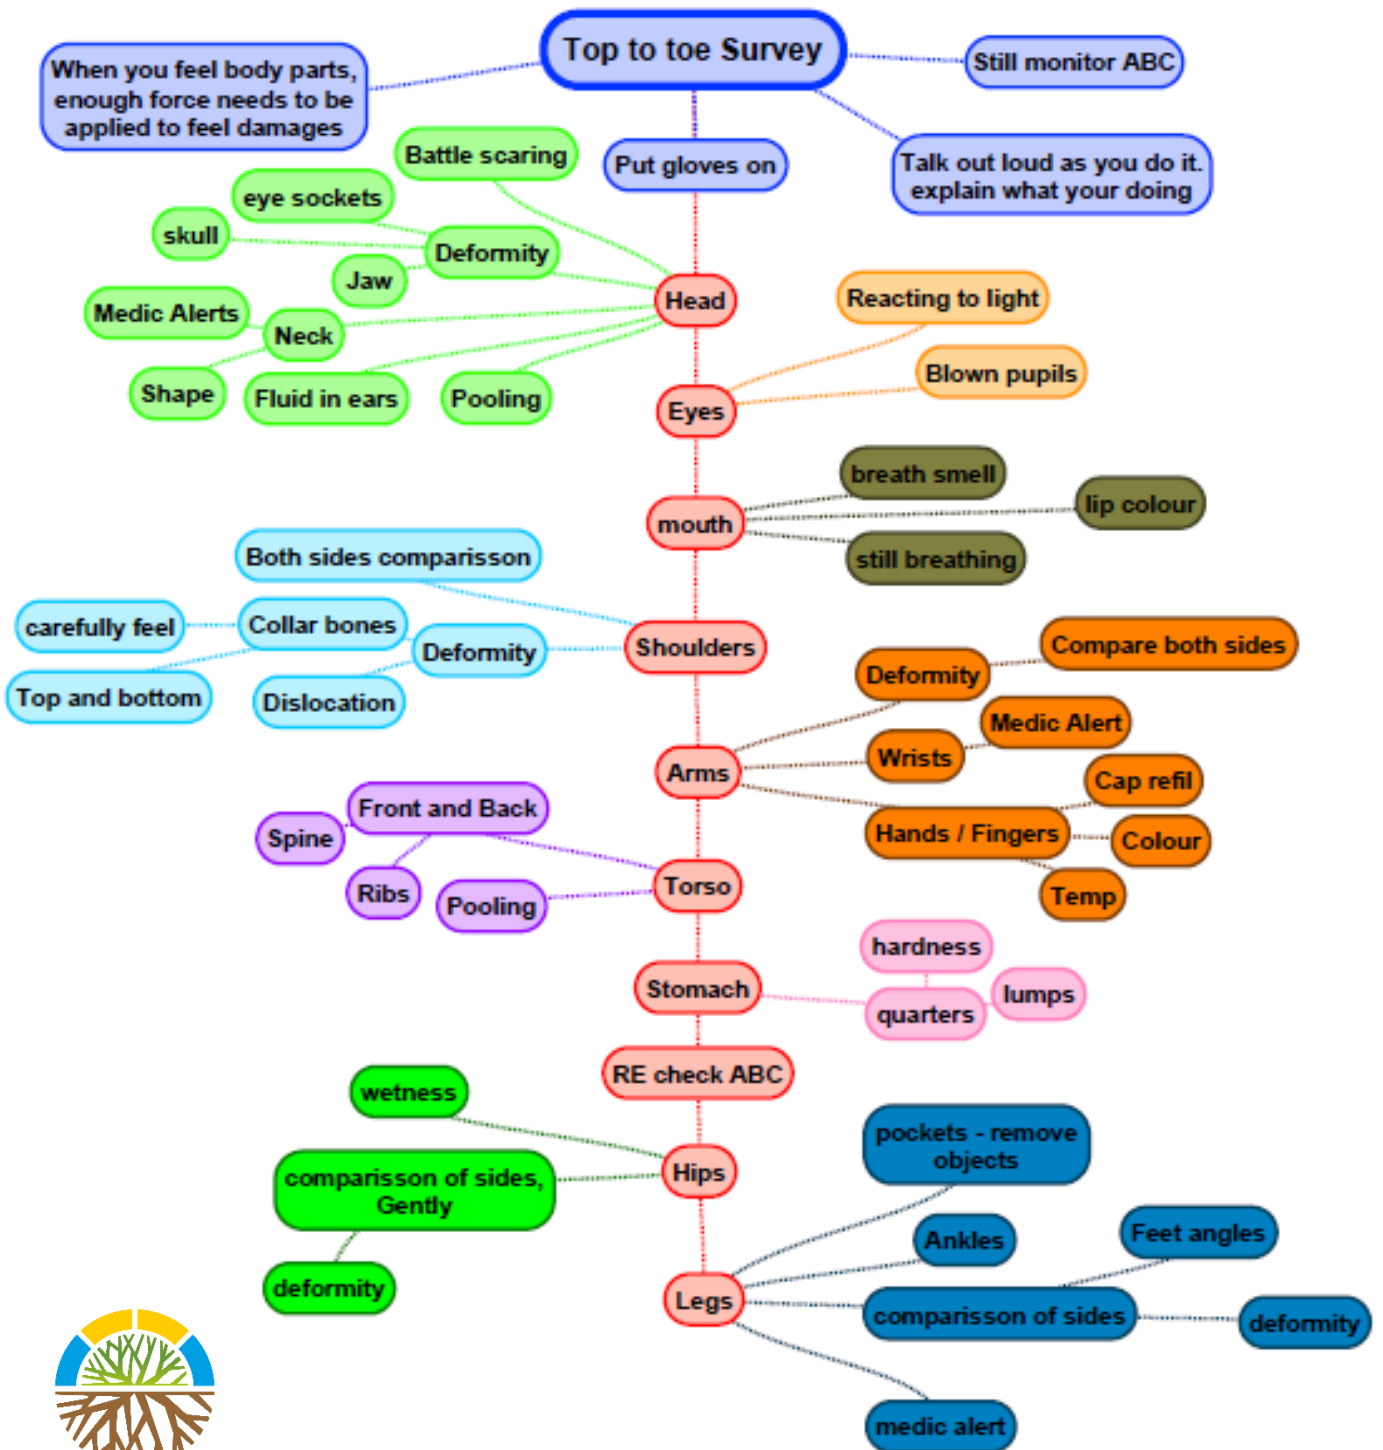 Top to toe Survey
When you feel body parts,
enough force needs to be
applied to feel damages
Still monitor ABC
Put gloves on
Talk out loud as you do it.
explain what your doing
Battle scaring
eye sockets
skull
Deformity
Jaw
Head
Medic Alerts
Neck
Shape
Fluid in ears
Pooling
Reacting to light
Blown pupils
Eyes
breath smell
lip colour
mouth
still breathing
Both sides comparisson
carefully feel
Collar bones
Deformity
Shoulders
Top and bottom
Dislocation
Compare both sides
Deformity
Medic Alert
Wrists
Arms
Cap refil
Hands / Fingers
Colour
Temp
Front and Back
Spine
Ribs
Pooling
Torso
hardness
Stomach
quarters
lumps
RE check ABC
wetness
comparisson of sides,
Gently
Hips
deformity
pockets - remove
objects
Ankles
Feet angles
Legs
comparisson of sides
deformity
medic alert